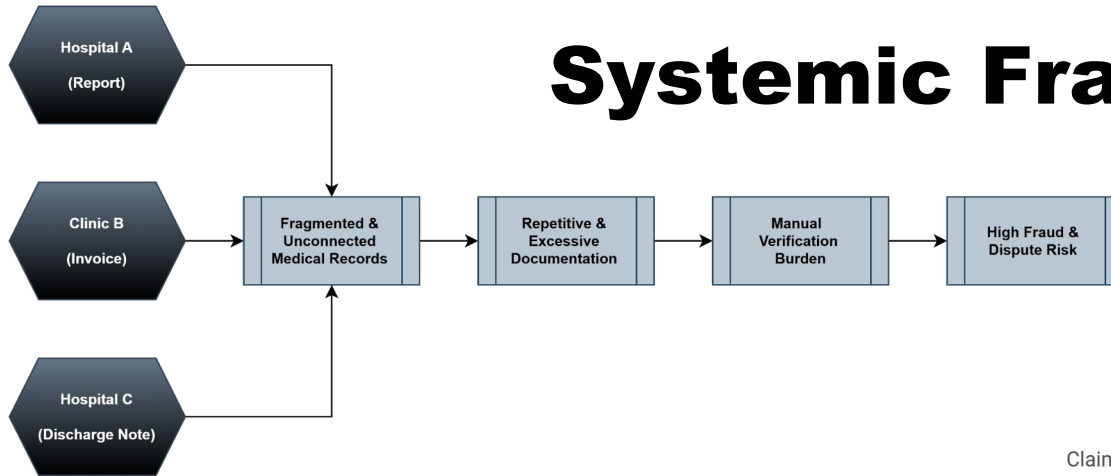 Systemic Fra
Hospital A
(Report)
Clinic B
(Invoice)
Hospital C
(Discharge Note)
Fragmented &
Unconnected
Medical Records
Repetitive &
Excessive
Documentation
Manual
Verification
Burden
High Fraud &
Dispute Risk
Clain